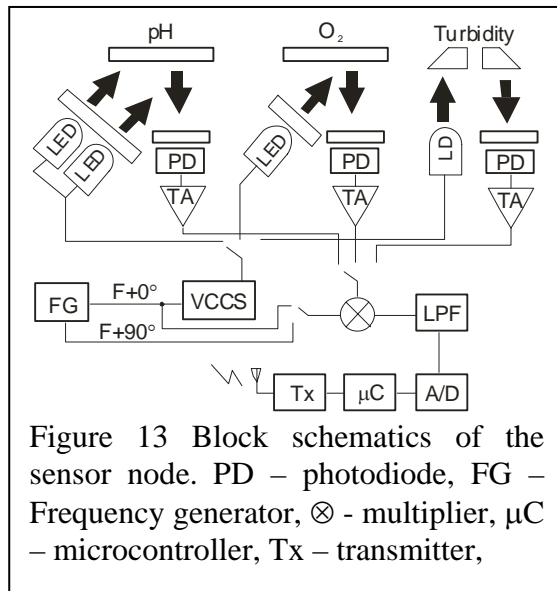 pH O₂ Turbidity
LED LED LED LD
PD PD PD
TA TA TA
FG F+0° VCCS LPF
F+90°
Tx μC A/D
Figure 13 Block schematics of the
sensor node. PD – photodiode, FG –
Frequency generator, ⊗ - multiplier, μC
– microcontroller, Tx – transmitter,